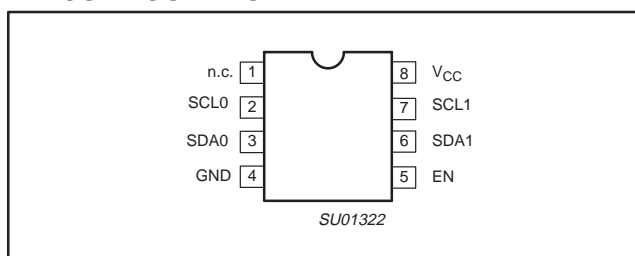 n.c. 1 8 VCC
SCL0 2 7 SCL1
SDA0 3 6 SDA1
GND 4 5 EN
SU01322